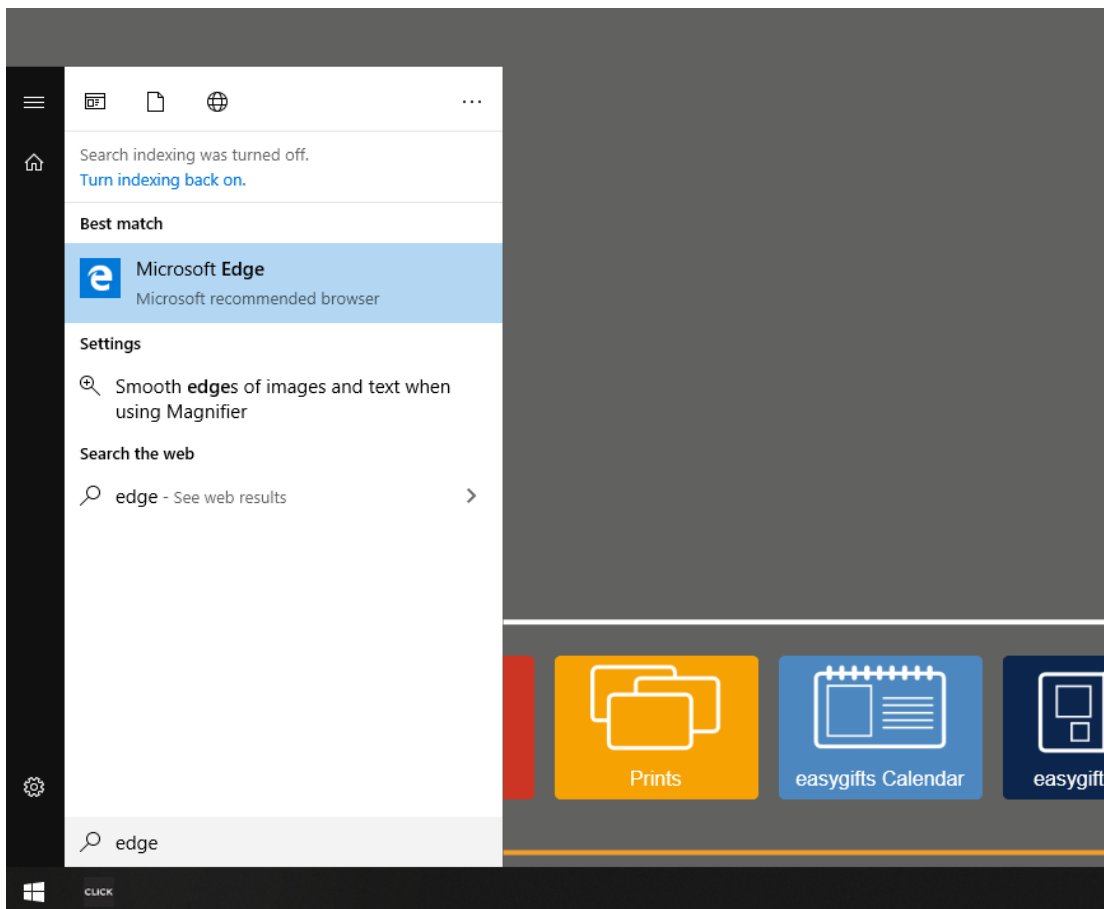 Search indexing was turned off.
Turn indexing back on.
Best match
Microsoft Edge
Microsoft recommended browser
Settings
Smooth edges of images and text when
using Magnifier
Search the web
edge - See web results
Prints
easygifts Calendar
easygift
edge
CLICK